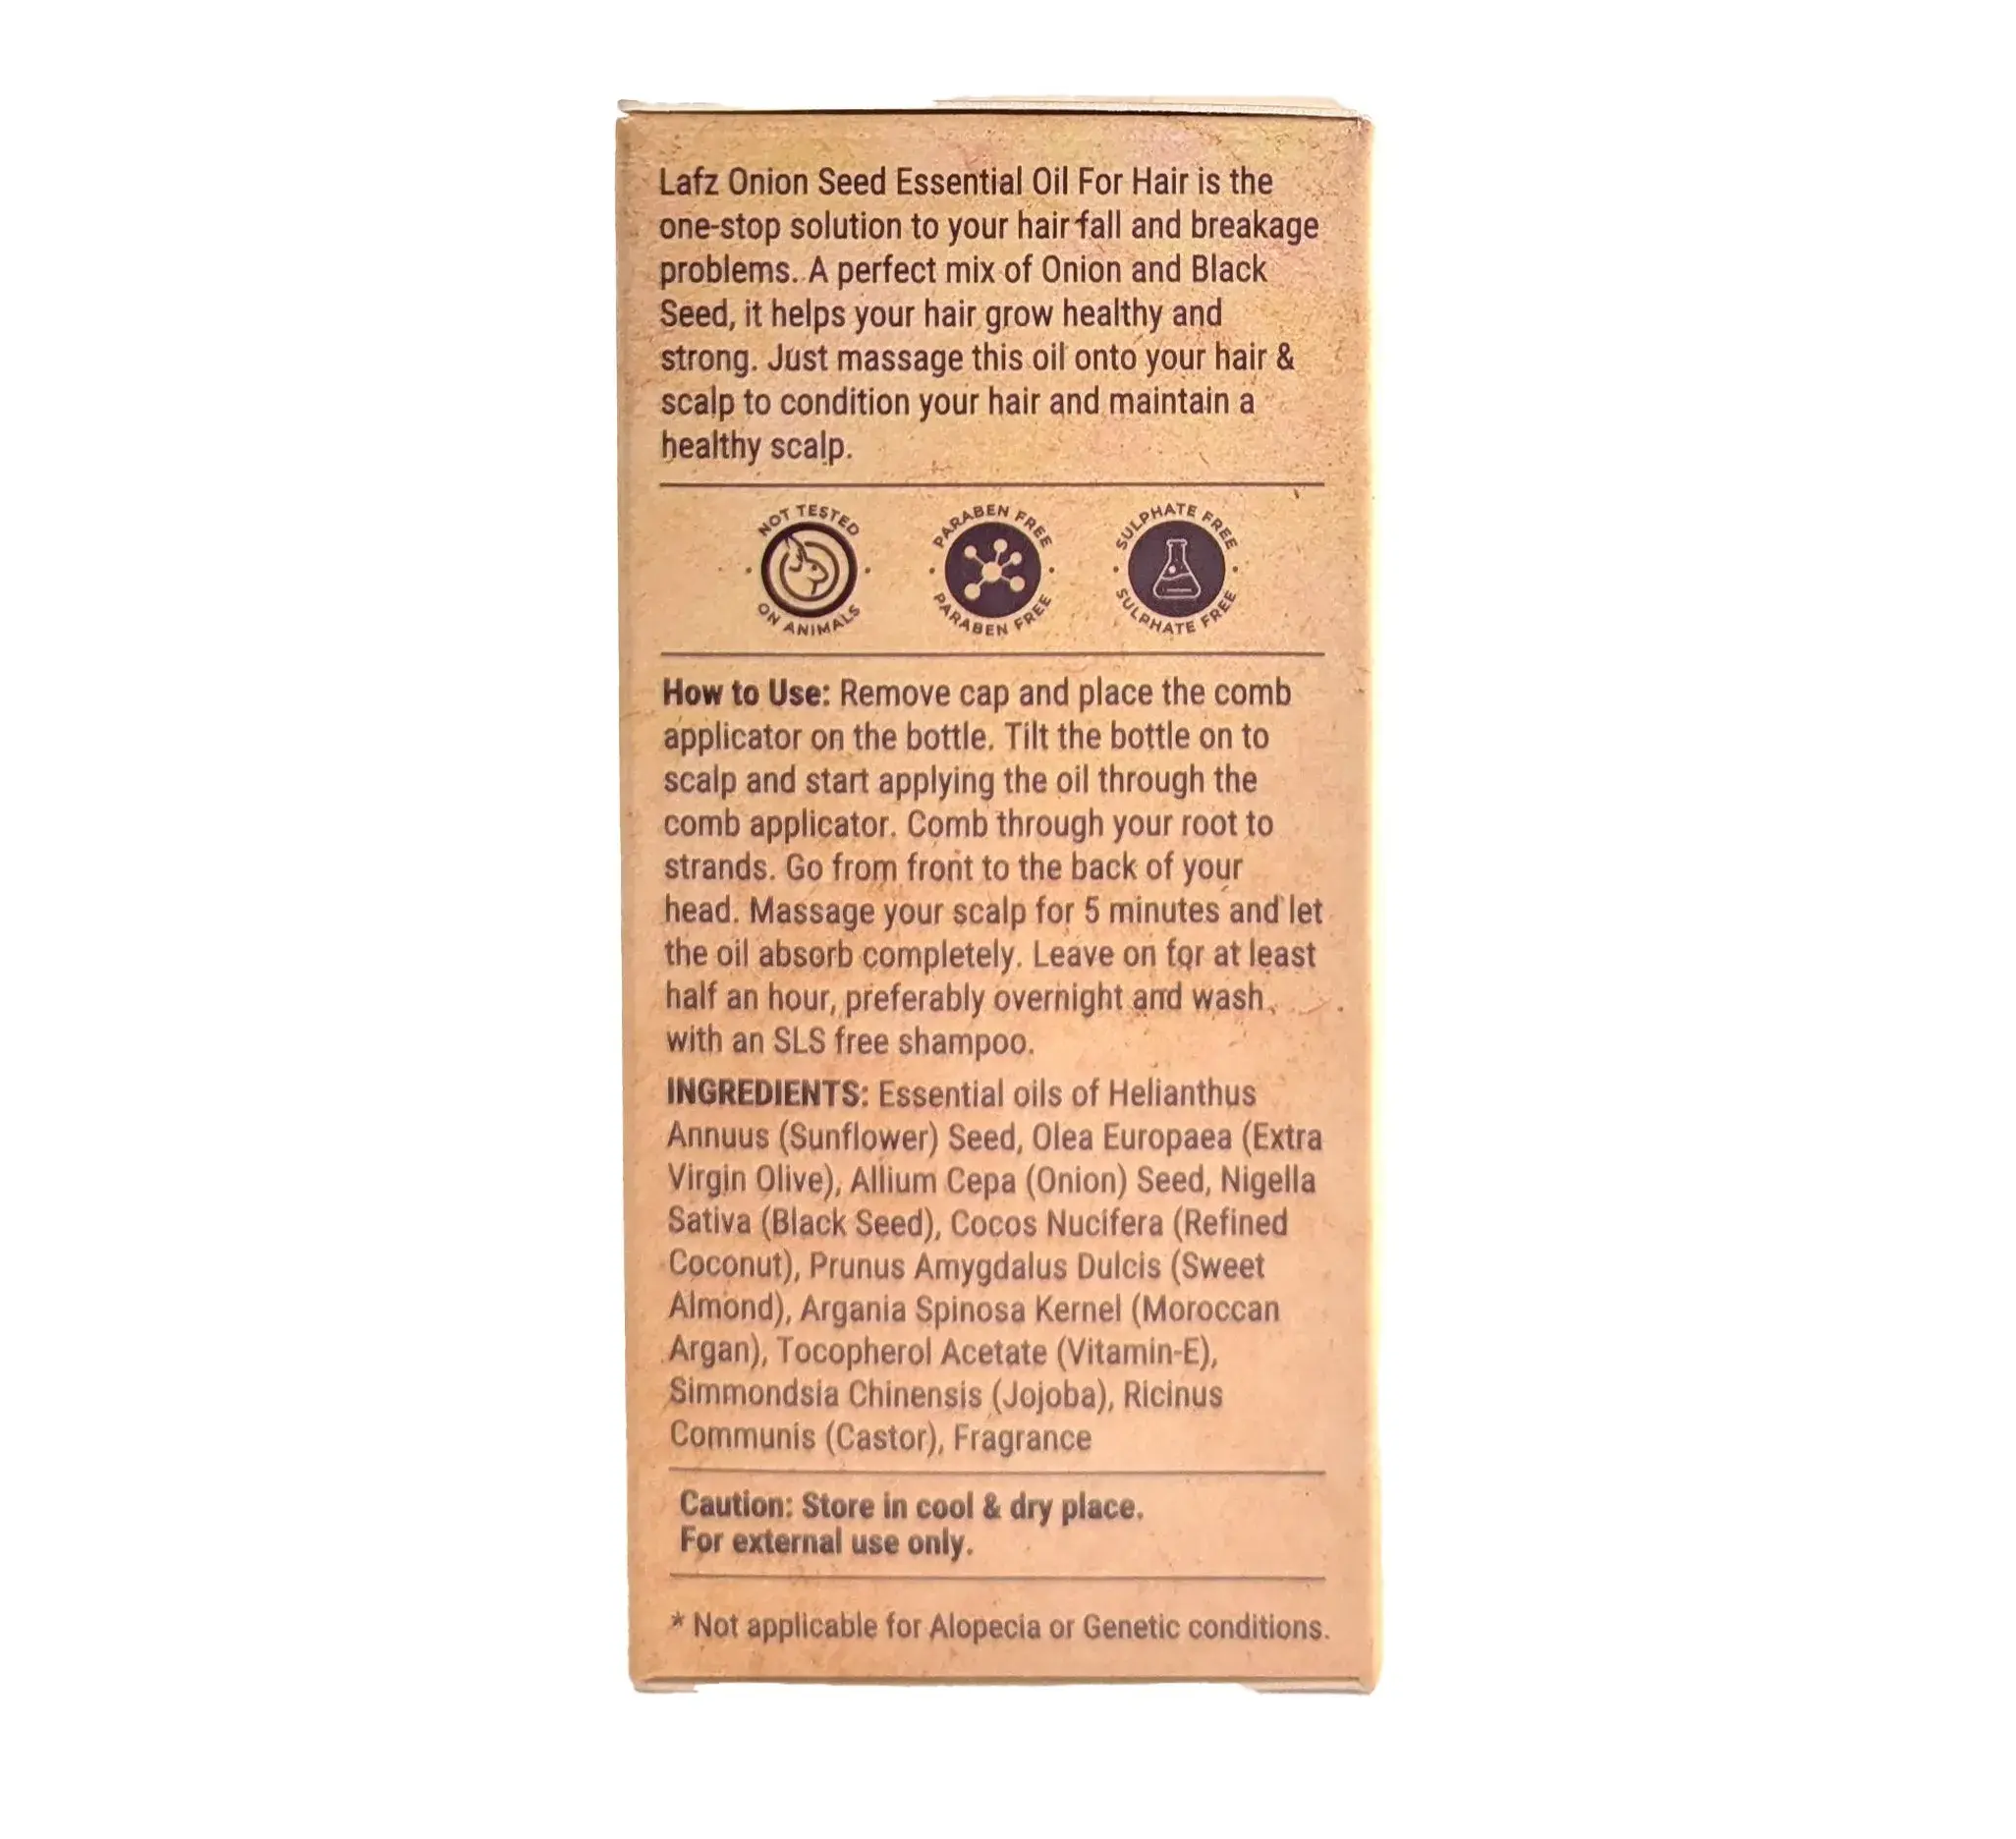 Lafz Onion Seed Essential Oil For Hair is the
one-stop solution to your hair fall and breakage
problems. A perfect mix of Onion and Black
Seed, it helps your hair grow healthy and
strong. Just massage this oil onto your hair &
scalp to condition your hair and maintain a
healthy scalp.
NOT TESTED
ON ANIMALS
PARABEN FREE
PARABEN FREE
SULPHATE FREE
SULPHATE FREE
How to Use: Remove cap and place the comb
applicator on the bottle. Tilt the bottle on to
scalp and start applying the oil through the
comb applicator. Comb through your root to
strands. Go from front to the back of your
head. Massage your scalp for 5 minutes and let
the oil absorb completely. Leave on for at least
half an hour, preferably overnight and wash
with an SLS free shampoo.
INGREDIENTS: Essential oils of Helianthus
Annuus (Sunflower) Seed, Olea Europaea (Extra
Virgin Olive), Allium Cepa (Onion) Seed, Nigella
Sativa (Black Seed), Cocos Nucifera (Refined
Coconut), Prunus Amygdalus Dulcis (Sweet
Almond), Argania Spinosa Kernel (Moroccan
Argan), Tocopherol Acetate (Vitamin-E),
Simmondsia Chinensis (Jojoba), Ricinus
Communis (Castor), Fragrance
Caution: Store in cool & dry place.
For external use only.
* Not applicable for Alopecia or Genetic conditions.